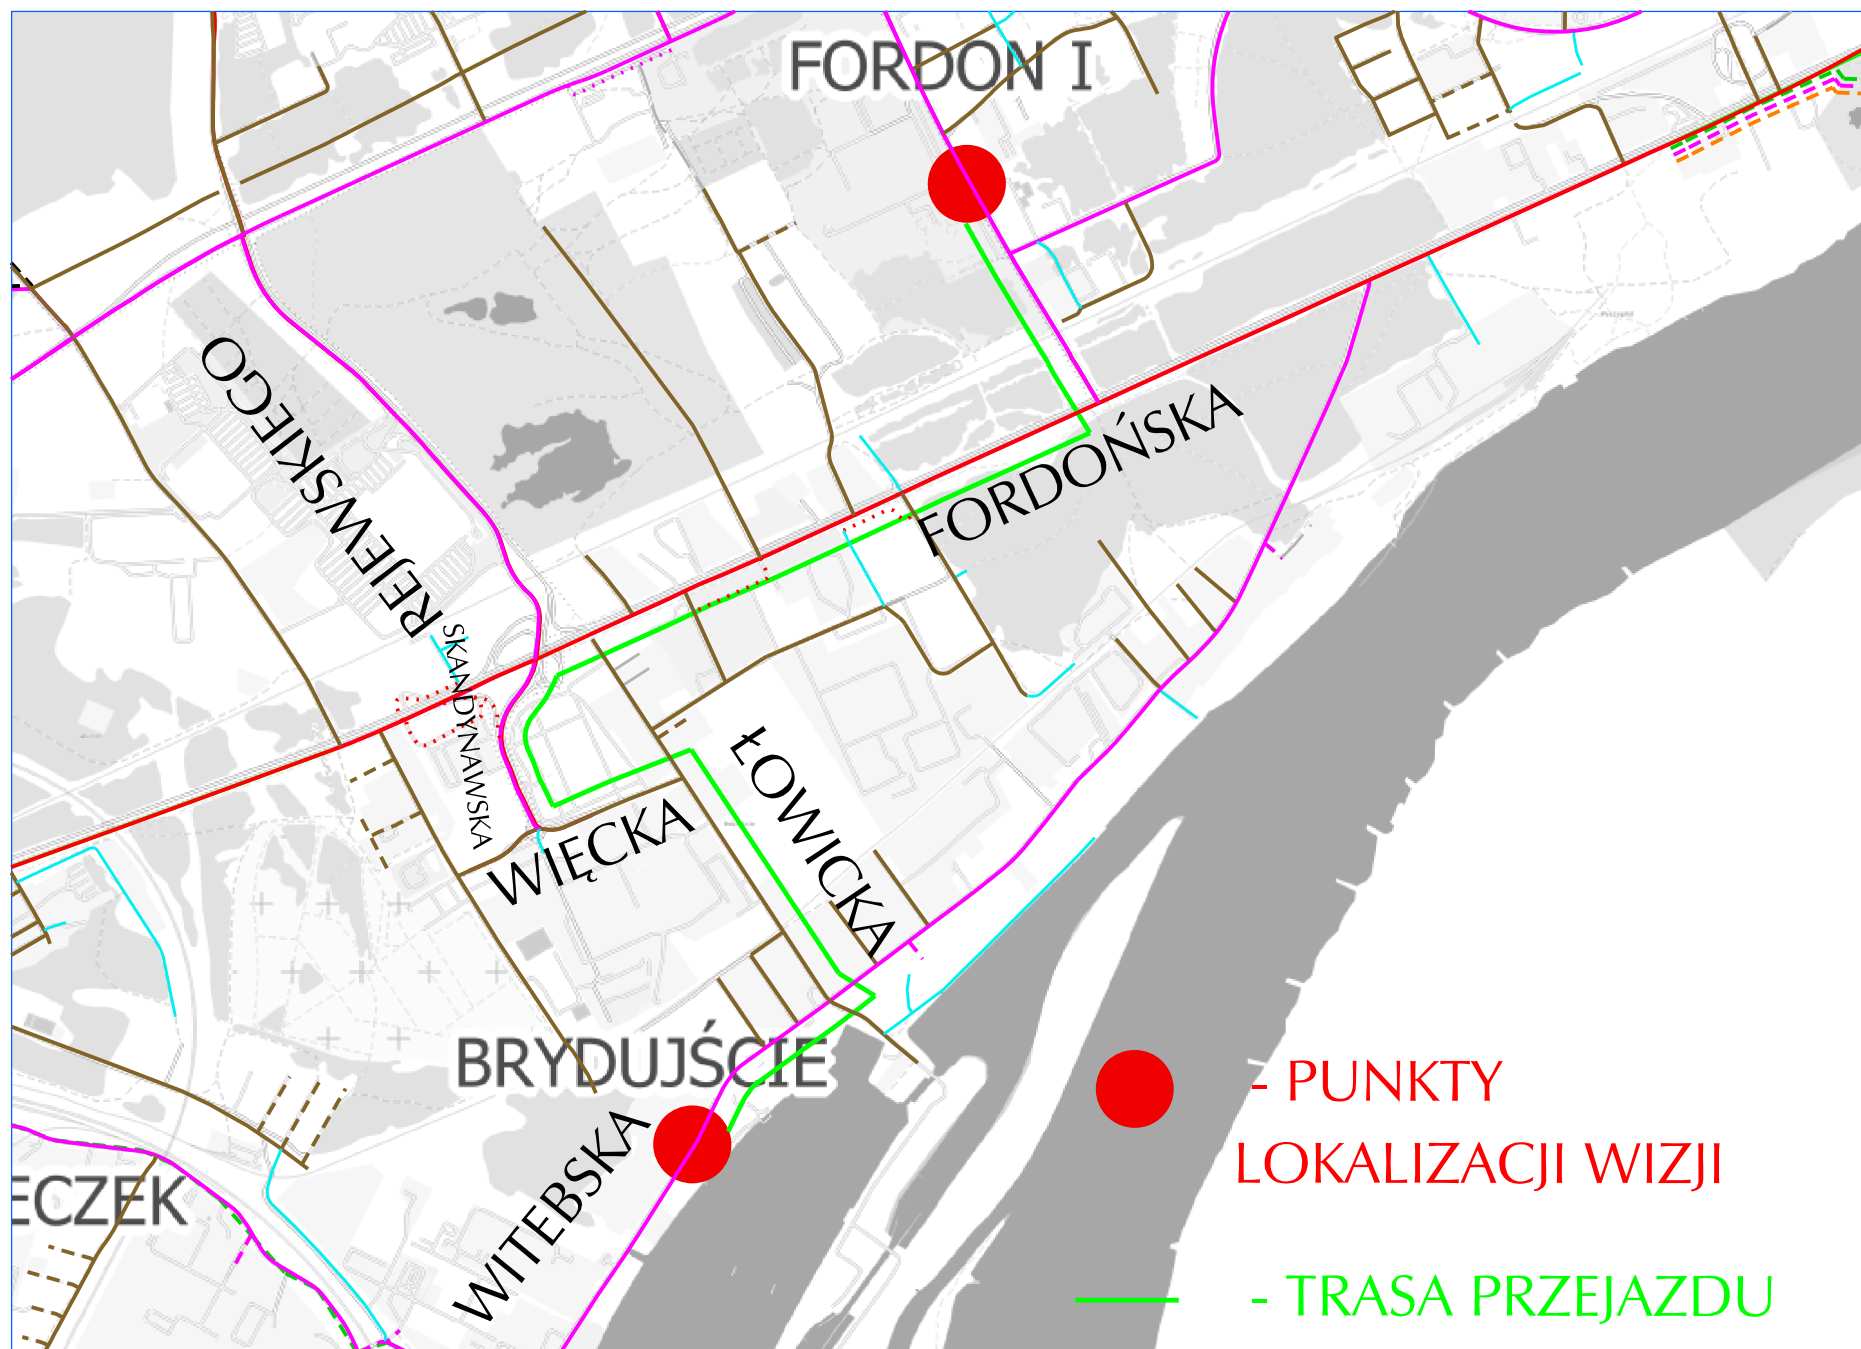 FORDON I
REJEWSKIEGO
FORDOŃSKA
SKANDYNAWSKA
ŁOWICKA
WIĘCKA
BRYDUJŚCIE
WITEBSKA
ECZEK
- PUNKTY
LOKALIZACJI WIZJI
- TRASA PRZEJAZDU